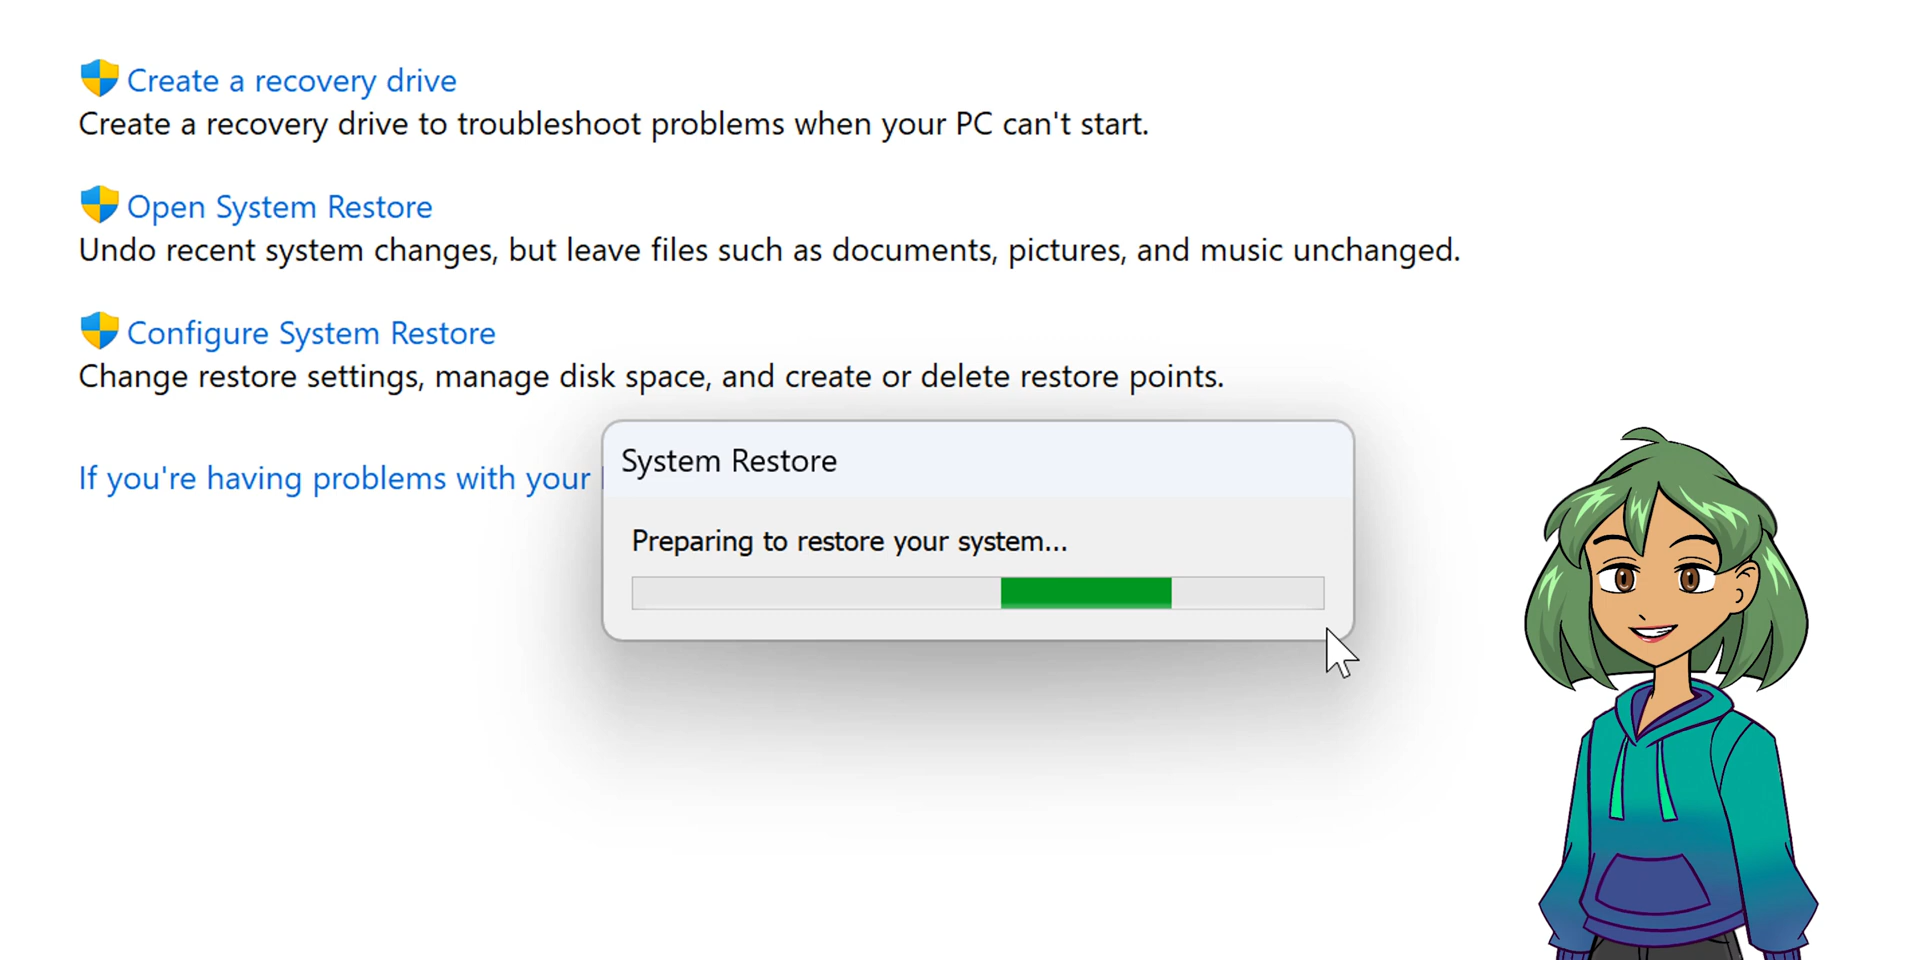 Create a recovery drive
Create a recovery drive to troubleshoot problems when your PC can't start.
Open System Restore
Undo recent system changes, but leave files such as documents, pictures, and music unchanged.
Configure System Restore
Change restore settings, manage disk space, and create or delete restore points.
If you're having problems with your
System Restore
Preparing to restore your system...